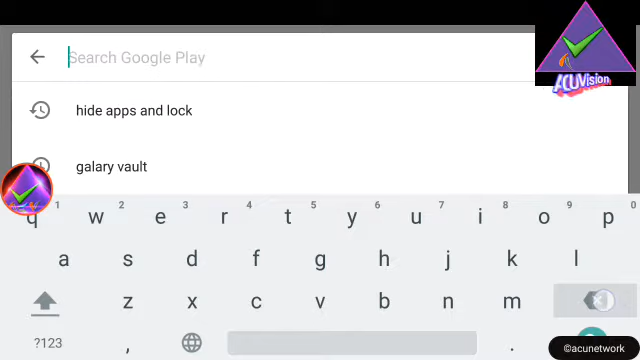 Search Google Play
ACUVision
hide apps and lock
galary vault
1 2 3 4 5 6 7 8 9 0
q w e r t y u i o p
a s d f g h j k l
z x c v b n m
?123 , .
©acunetwork